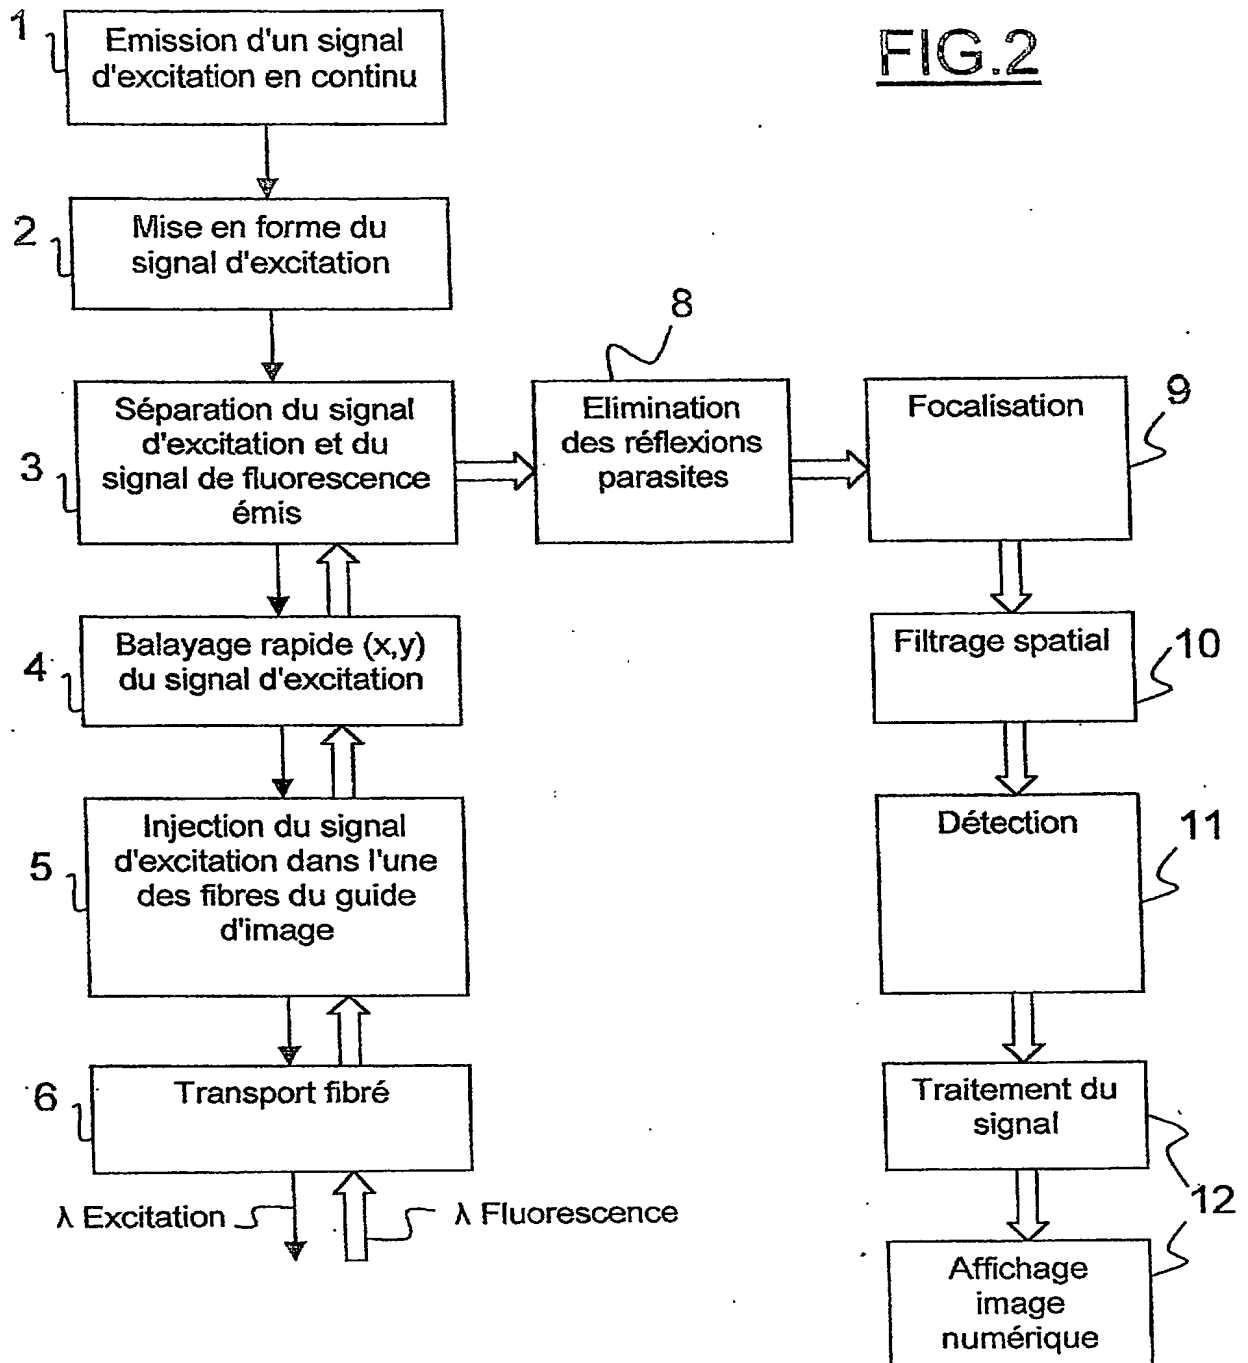 FIG.2
1
Emission d'un signal
d'excitation en continu
2
Mise en forme du
signal d'excitation
3
Séparation du signal
d'excitation et du
signal de fluorescence
émis
8
Elimination
des réflexions
parasites
Focalisation
9
4
Balayage rapide (x,y)
du signal d'excitation
Filtrage spatial
10
5
Injection du signal
d'excitation dans l'une
des fibres du guide
d'image
Détection
11
6
Transport fibré
Traitement du
signal
λ Excitation
λ Fluorescence
12
Affichage
image
numérique